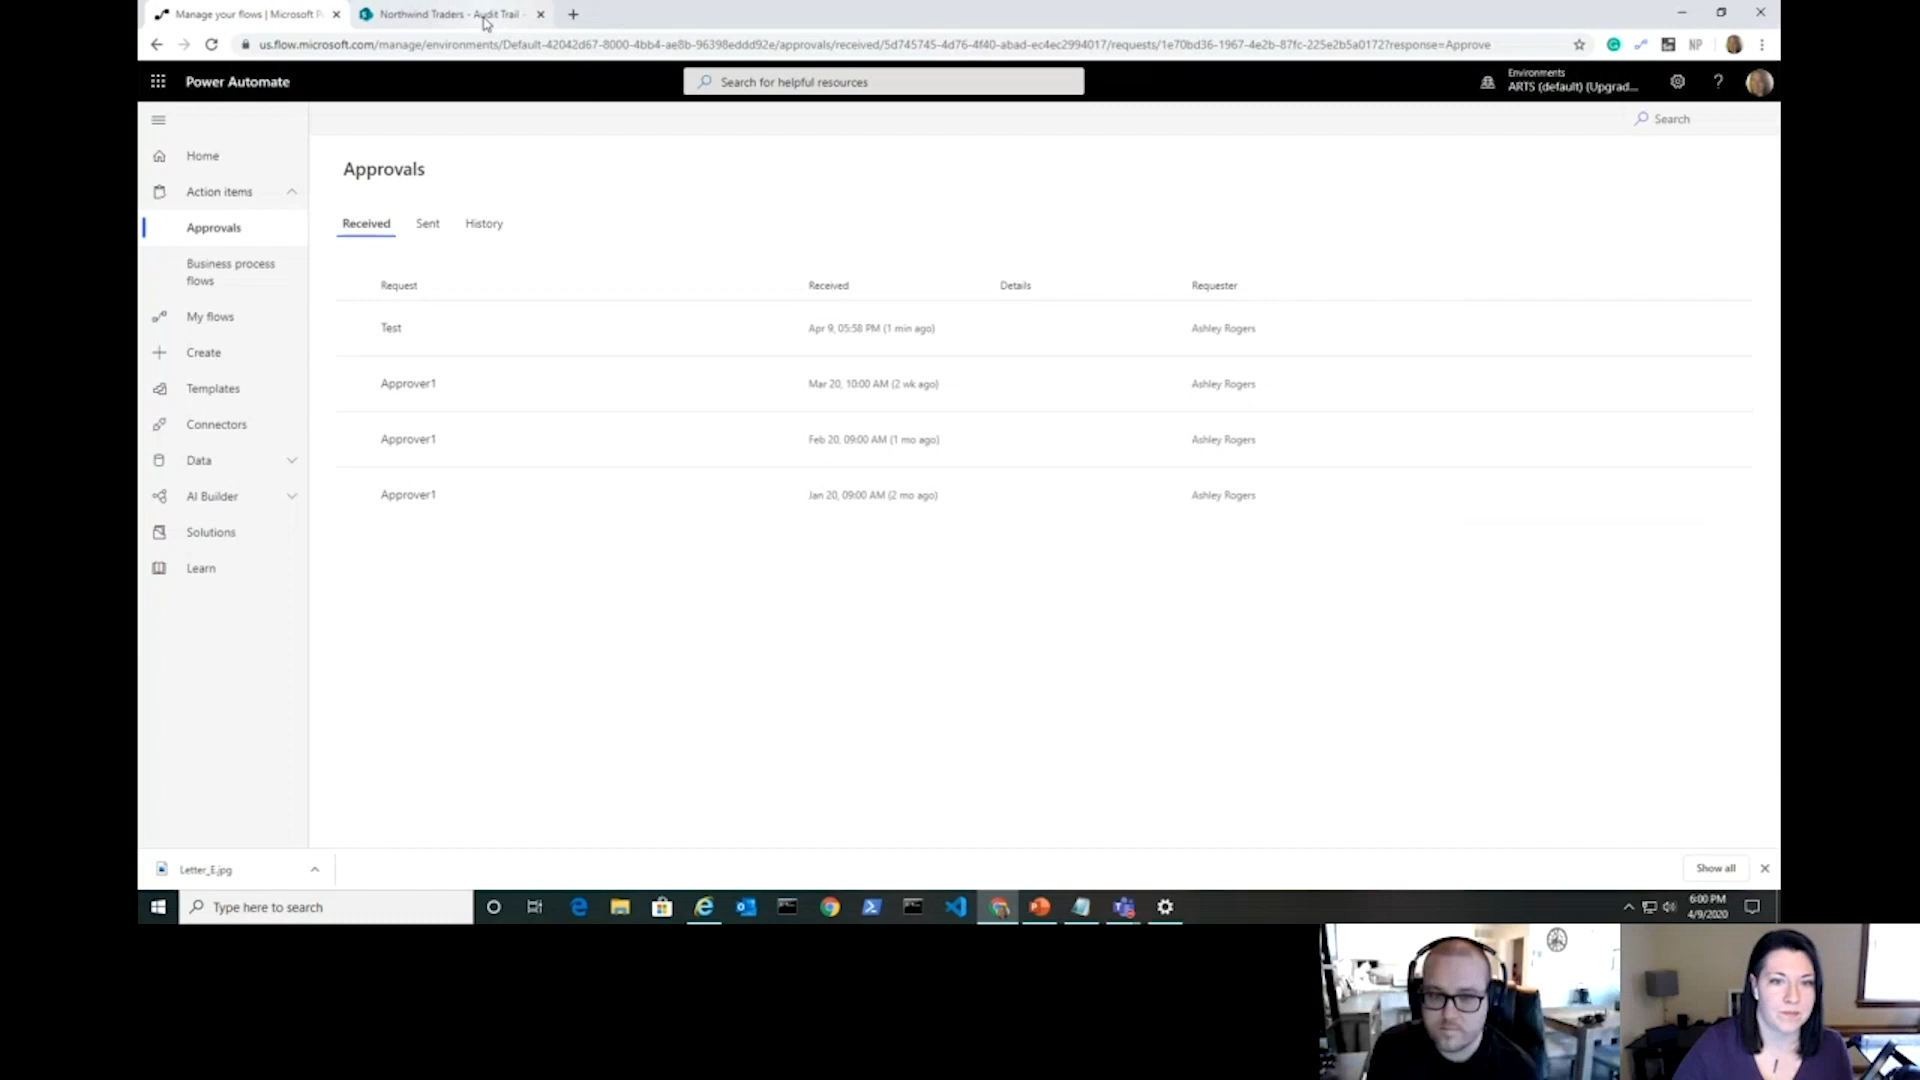 Manage your flows | Microsoft P
Northwind Traders - Audit Trail -
us.flow.microsoft.com/manage/environments/Default-42042d67-8000-4bb4-ae8b-96398eddd92e/approvals/received/5d745745-4d76-4f40-abad-ec4ec2994017/requests/1e70bd36-1967-4e2b-87fc-225e2b5a0172?response=Approve
NP
Power Automate
Search for helpful resources
Environments
ARTS (default) (Upgrad...
?
Search
Home
Action items
Approvals
Business process
flows
My flows
Create
Templates
Connectors
Data
AI Builder
Solutions
Learn
Approvals
Received Sent History
Request Received Details Requester
Test Apr 9, 05:58 PM (1 min ago) Ashley Rogers
Approver1 Mar 20, 10:00 AM (2 wk ago) Ashley Rogers
Approver1 Feb 20, 09:00 AM (1 mo ago) Ashley Rogers
Approver1 Jan 20, 09:00 AM (2 mo ago) Ashley Rogers
Letter_E.jpg
Show all
Type here to search
6:00 PM
4/9/2020